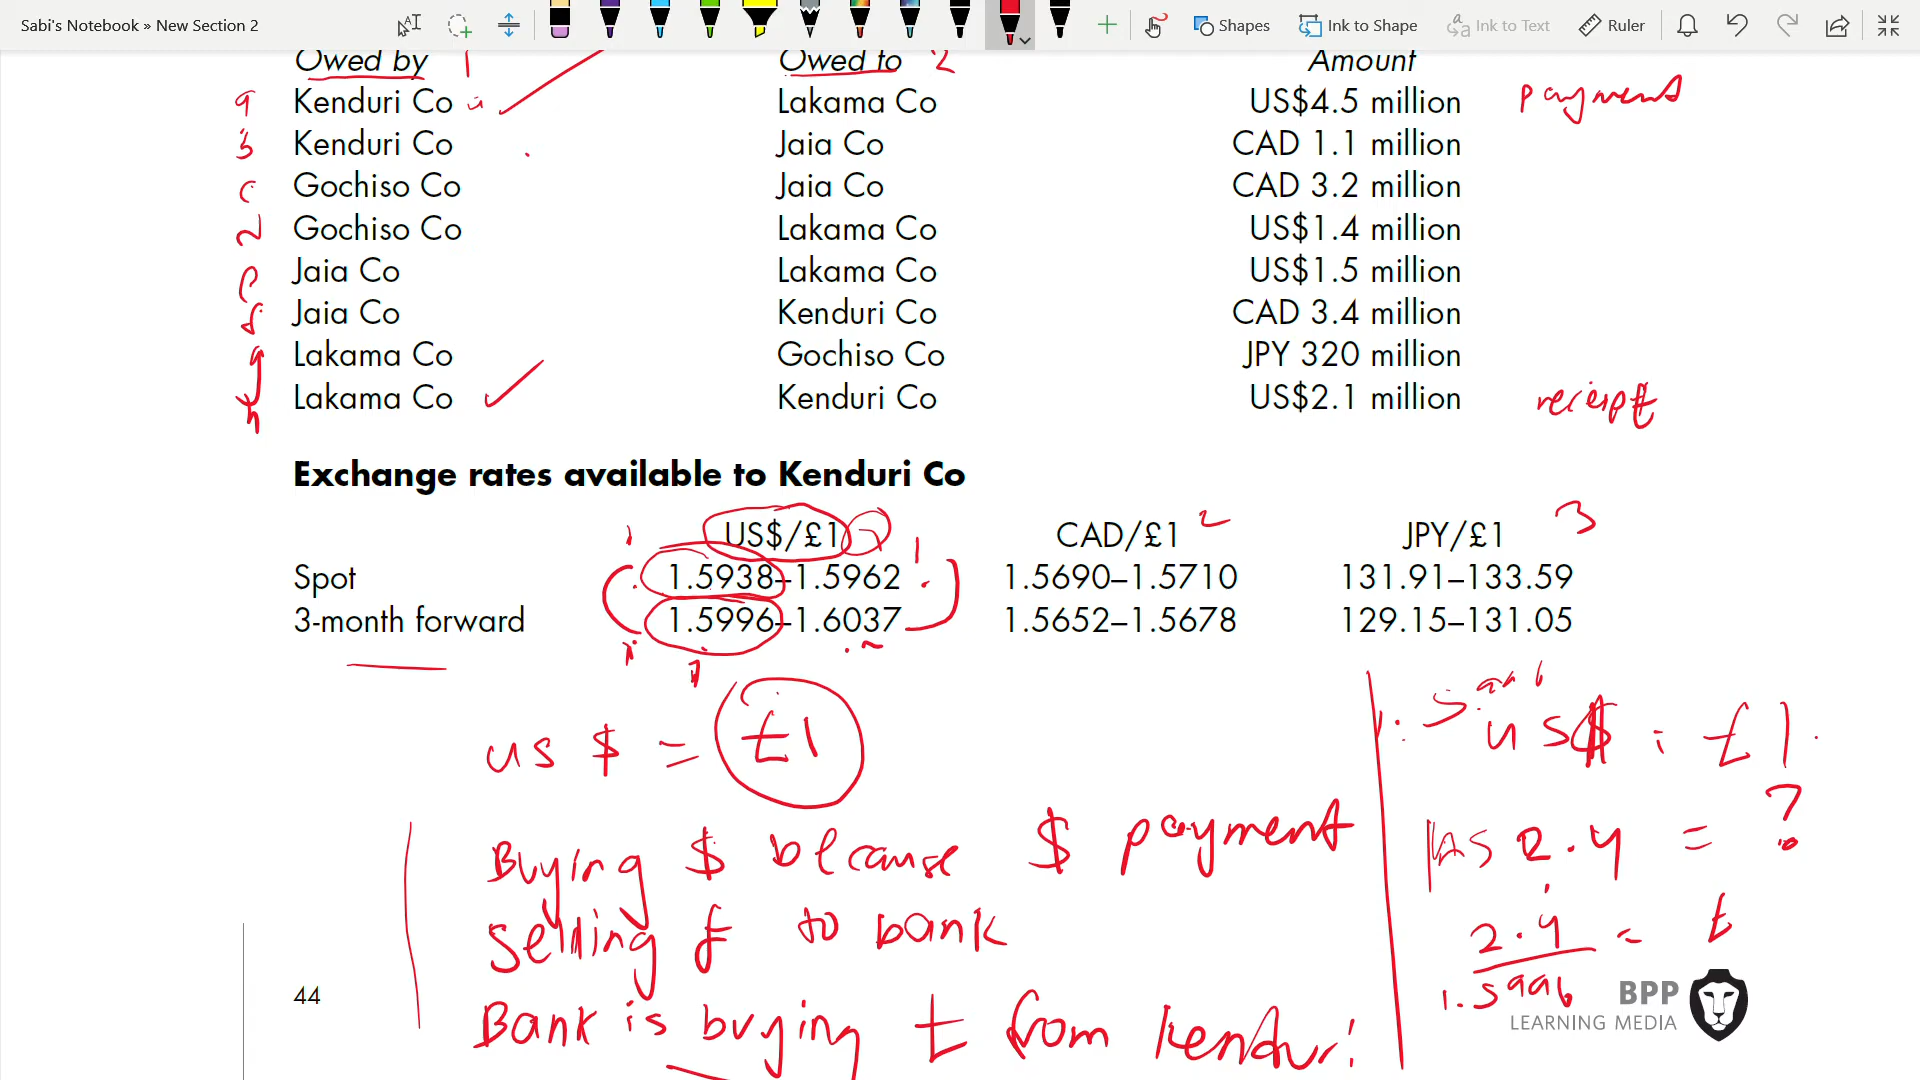 Sabi's Notebook » New Section 2
Shapes Ink to Shape Ink to Text Ruler
Owed by 1 Owed to 2 Amount
Kenduri Co Lakama Co US$4.5 million payment
Kenduri Co Jaia Co CAD 1.1 million
Gochiso Co Jaia Co CAD 3.2 million
Gochiso Co Lakama Co US$1.4 million
Jaia Co Lakama Co US$1.5 million
Jaia Co Kenduri Co CAD 3.4 million
Lakama Co Gochiso Co JPY 320 million
Lakama Co Kenduri Co US$2.1 million receipt
Exchange rates available to Kenduri Co
US$/£1 CAD/£1 2 JPY/£1 3
Spot 1.5938–1.5962 1.5690–1.5710 131.91–133.59
3-month forward 1.5996–1.6037 1.5652–1.5678 129.15–131.05
us $ = £1
1.5996 us$ : £1
Buying $ because $ payment
us 2.4 = ?
Selling £ to bank
2.4 = £
1.5996
Bank is buying £ from Kenduri
44
BPP
LEARNING MEDIA